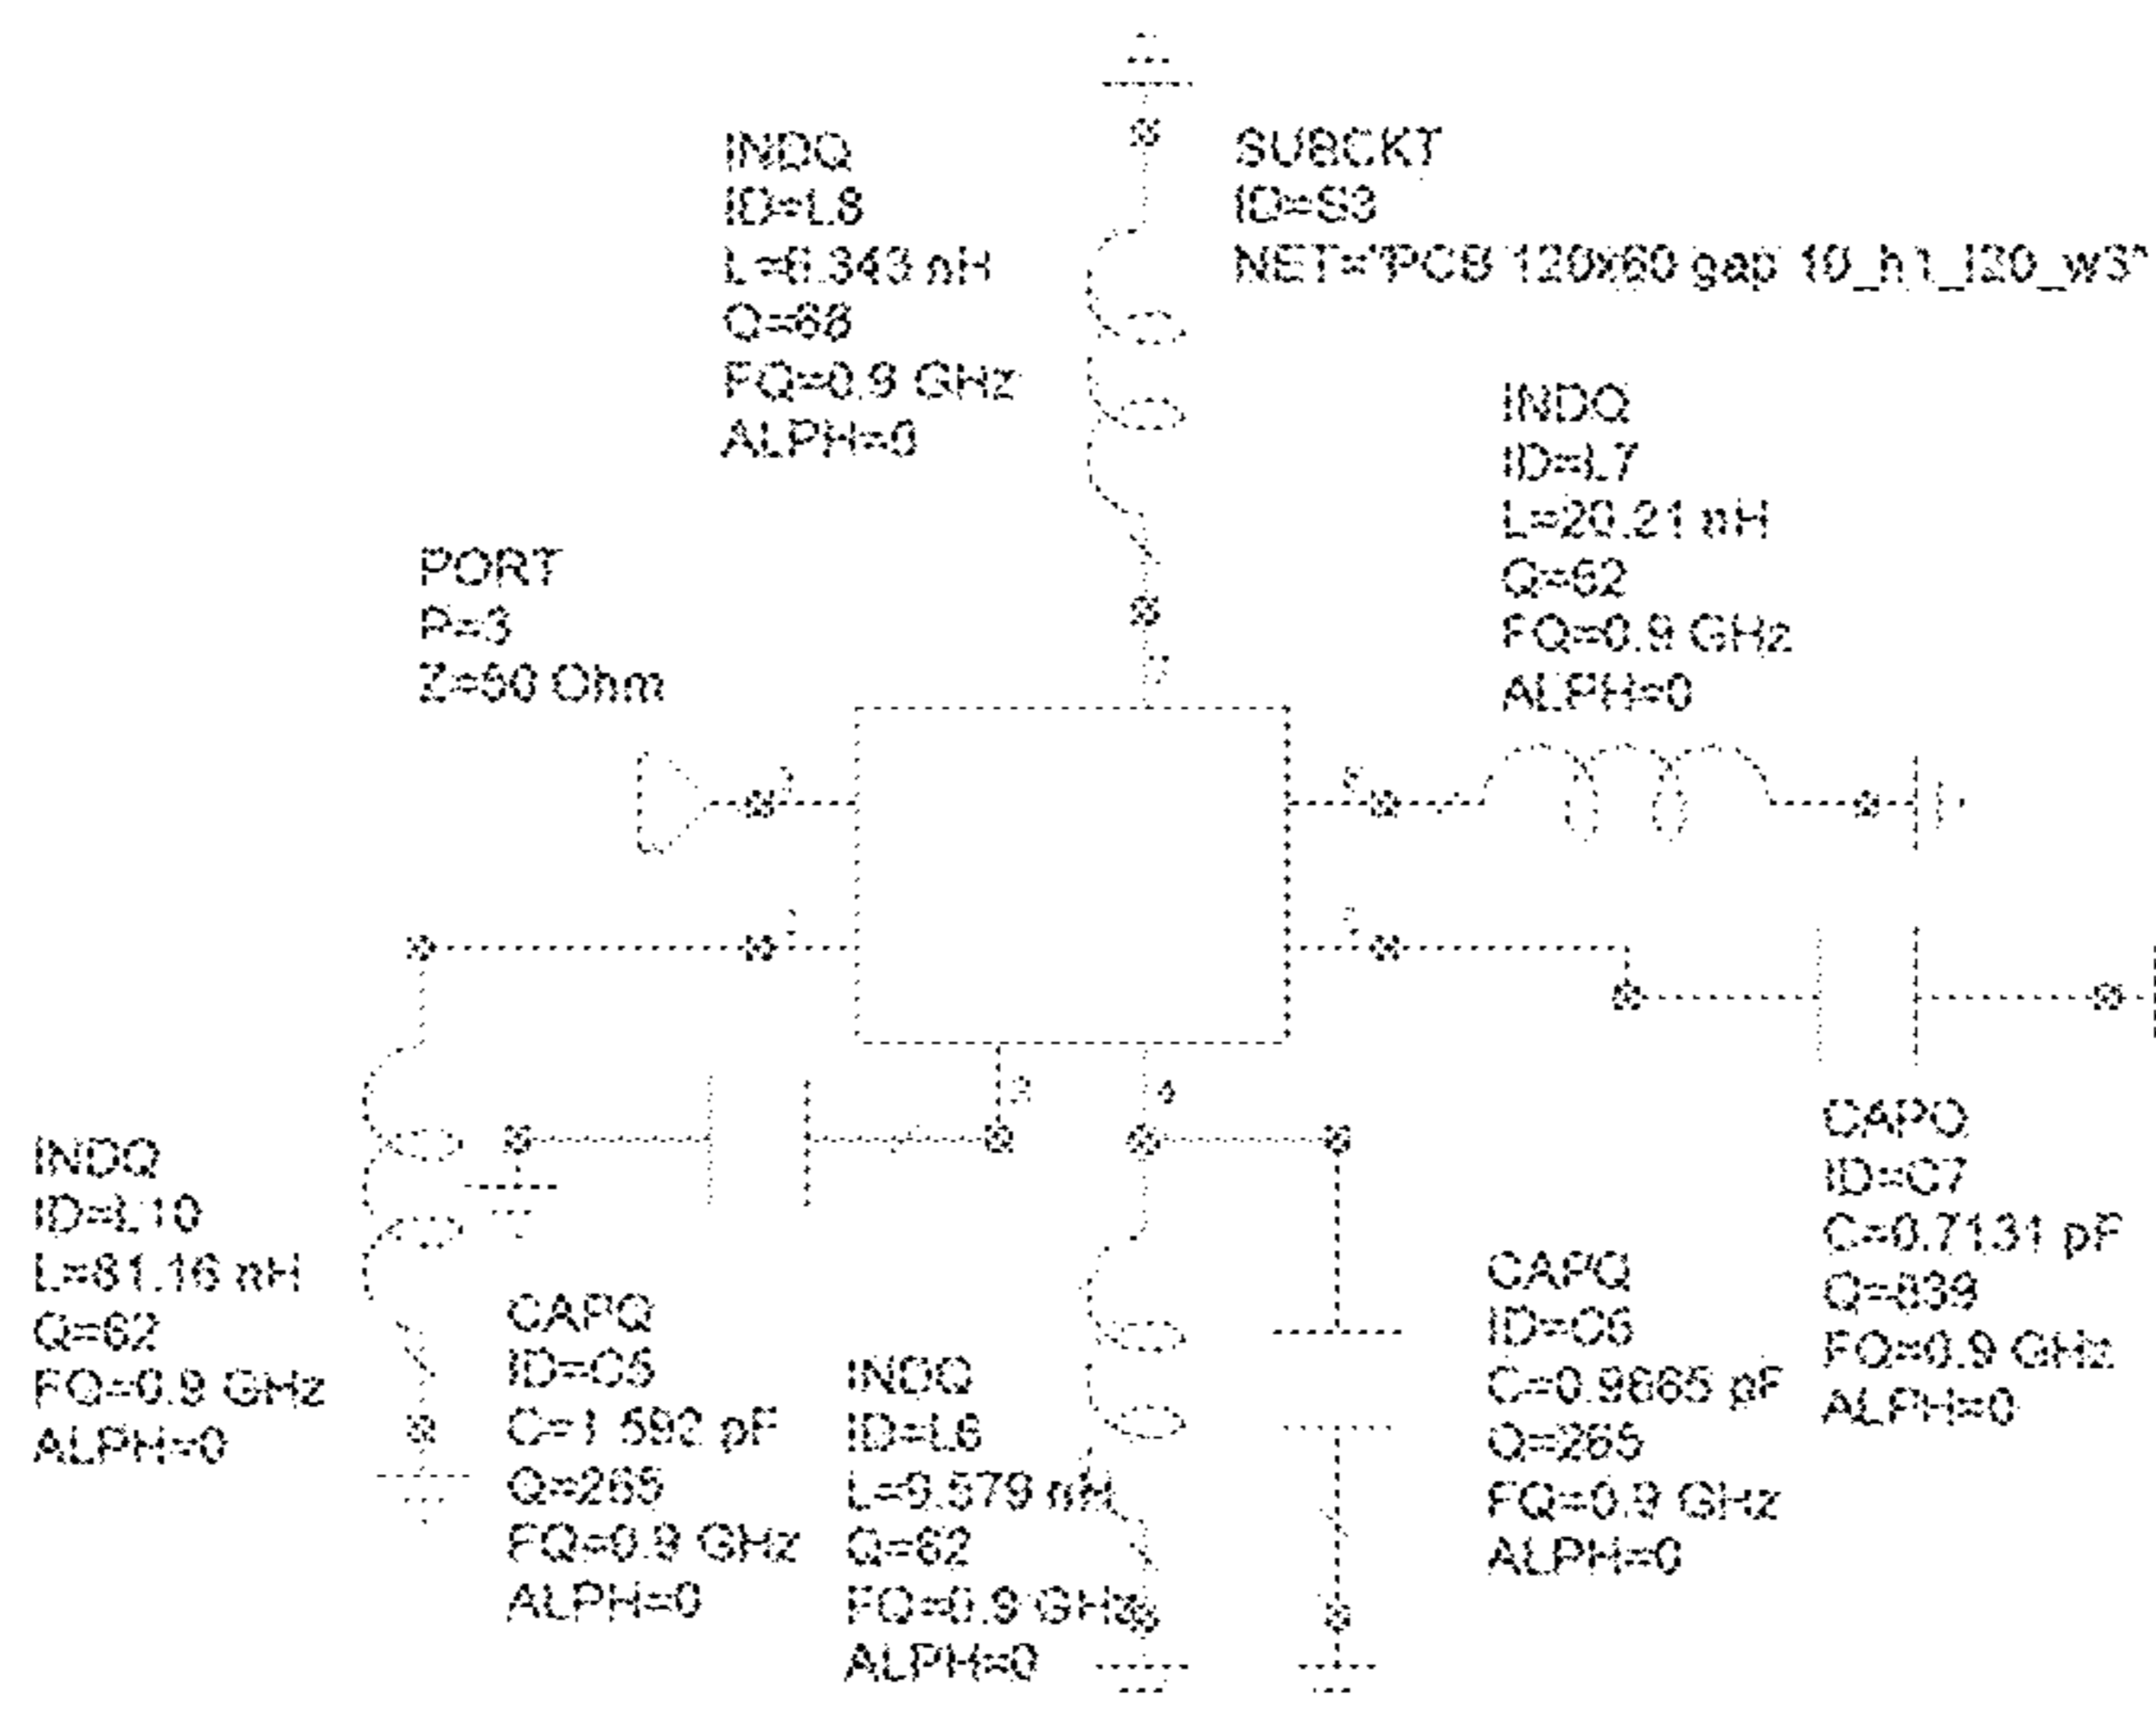 INDQ
ID=L8
L=6.343 nH
Q=68
FQ=0.9 GHz
ALPH=0
SUBCKT
ID=S3
NET="PCB 120x60 gap 10_h1_l20_w3"
INDQ
ID=L7
L=20.21 nH
Q=62
FQ=0.9 GHz
ALPH=0
PORT
P=3
Z=50 Ohm
3
4
INDQ
ID=L10
L=81.16 nH
Q=62
FQ=0.9 GHz
ALPH=0
CAPQ
ID=C5
C=1.592 pF
Q=265
FQ=0.9 GHz
ALPH=0
INDQ
ID=L6
L=9.579 nH
Q=62
FQ=0.9 GHz
ALPH=0
CAPQ
ID=C6
C=0.9665 pF
Q=265
FQ=0.9 GHz
ALPH=0
CAPQ
ID=C7
C=0.7131 pF
FQ=0.9 GHz
ALPH=0